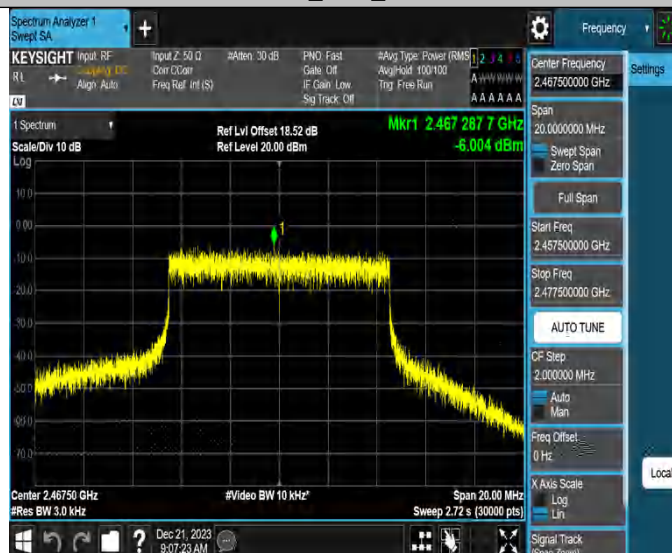 Spectrum Analyzer 1
Swept SA
+
Frequency
KEYSIGHT
Input: RF
Coupling: DC
Align: Auto
Input Z: 50 Ω
Corr CCorr
Freq Ref: Int (S)
#Atten: 30 dB
PNO: Fast
Gate: Off
IF Gain: Low
Sig Track: Off
#Avg Type: Power (RMS
Avg|Hold: 100/100
Trig: Free Run
1 2 3 4 5 6
A W W W W W
A A A A A A
RL
LXI
1 Spectrum
Scale/Div 10 dB
Log
Ref Lvl Offset 18.52 dB
Ref Level 20.00 dBm
Mkr1 2.467 287 7 GHz
-6.004 dBm
10.0
0.00
-10.0
-20.0
-30.0
-40.0
-50.0
-60.0
-70.0
1
Center 2.46750 GHz
#Res BW 3.0 kHz
#Video BW 10 kHz*
Span 20.00 MHz
Sweep 2.72 s (30000 pts)
Dec 21, 2023
9:07:23 AM
Center Frequency
2.467500000 GHz
Settings
Span
20.0000000 MHz
Swept Span
Zero Span
Full Span
Start Freq
2.457500000 GHz
Stop Freq
2.477500000 GHz
AUTO TUNE
CF Step
2.000000 MHz
Auto
Man
Freq Offset
0 Hz
X Axis Scale
Log
Lin
Local
Signal Track
(Span Zoom)